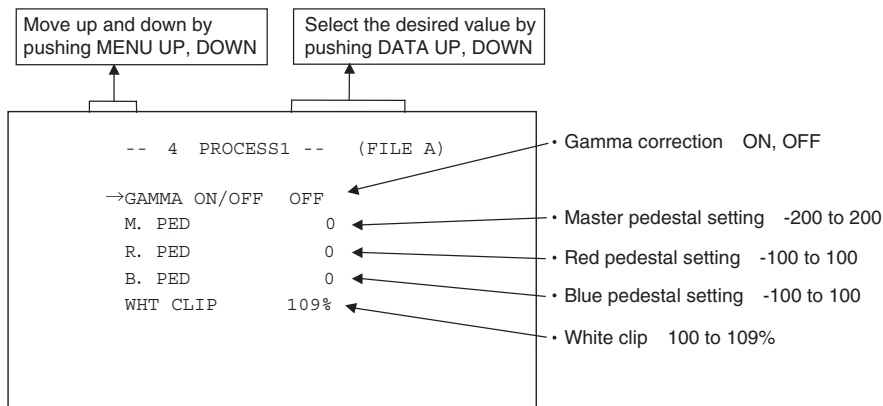 Move up and down by
pushing MENU UP, DOWN
Select the desired value by
pushing DATA UP, DOWN
-- 4 PROCESS1 -- (FILE A)
→GAMMA ON/OFF OFF
M. PED 0
R. PED 0
B. PED 0
WHT CLIP 109%
・Gamma correction ON, OFF
・Master pedestal setting -200 to 200
・Red pedestal setting -100 to 100
・Blue pedestal setting -100 to 100
・White clip 100 to 109%